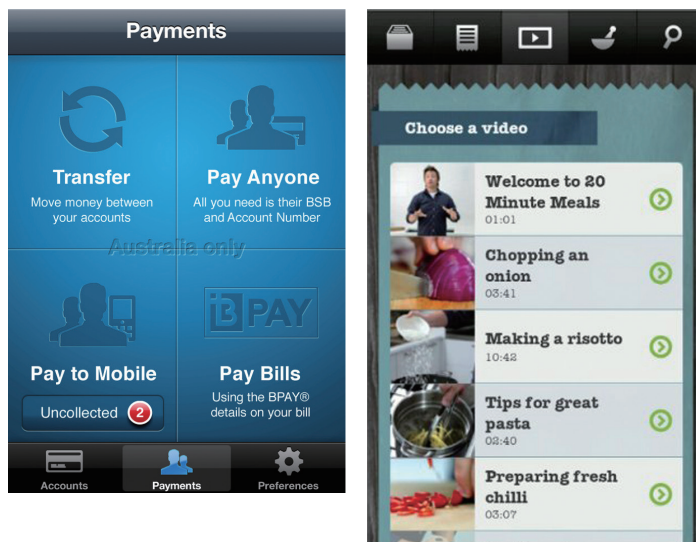 Payments
Transfer
Move money between
your accounts
Pay Anyone
All you need is their BSB
and Account Number
Australia only
Pay to Mobile
Uncollected 2
BPAY
Pay Bills
Using the BPAY®
details on your bill
Accounts
Payments
Preferences
Choose a video
Welcome to 20
Minute Meals
01:01
Chopping an
onion
03:41
Making a risotto
10:42
Tips for great
pasta
02:40
Preparing fresh
chilli
03:07